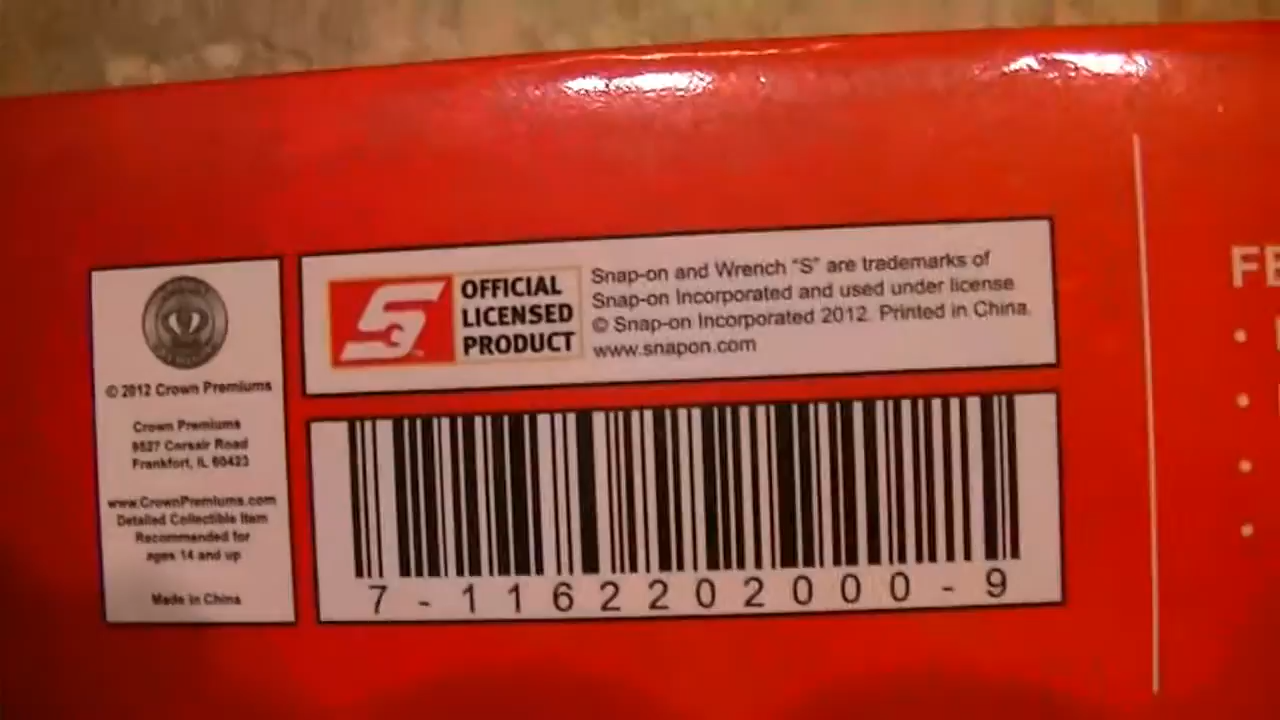 © 2012 Crown Premiums
Crown Premiums
9527 Corsair Road
Frankfort, IL 60423
www.CrownPremiums.com
Detailed Collectible Item
Recommended for
ages 14 and up
Made in China
S
OFFICIAL
LICENSED
PRODUCT
Snap-on and Wrench “S” are trademarks of
Snap-on Incorporated and used under license
© Snap-on Incorporated 2012. Printed in China.
www.snapon.com
7 - 1 1 6 2 2 0 2 0 0 0 - 9
FE